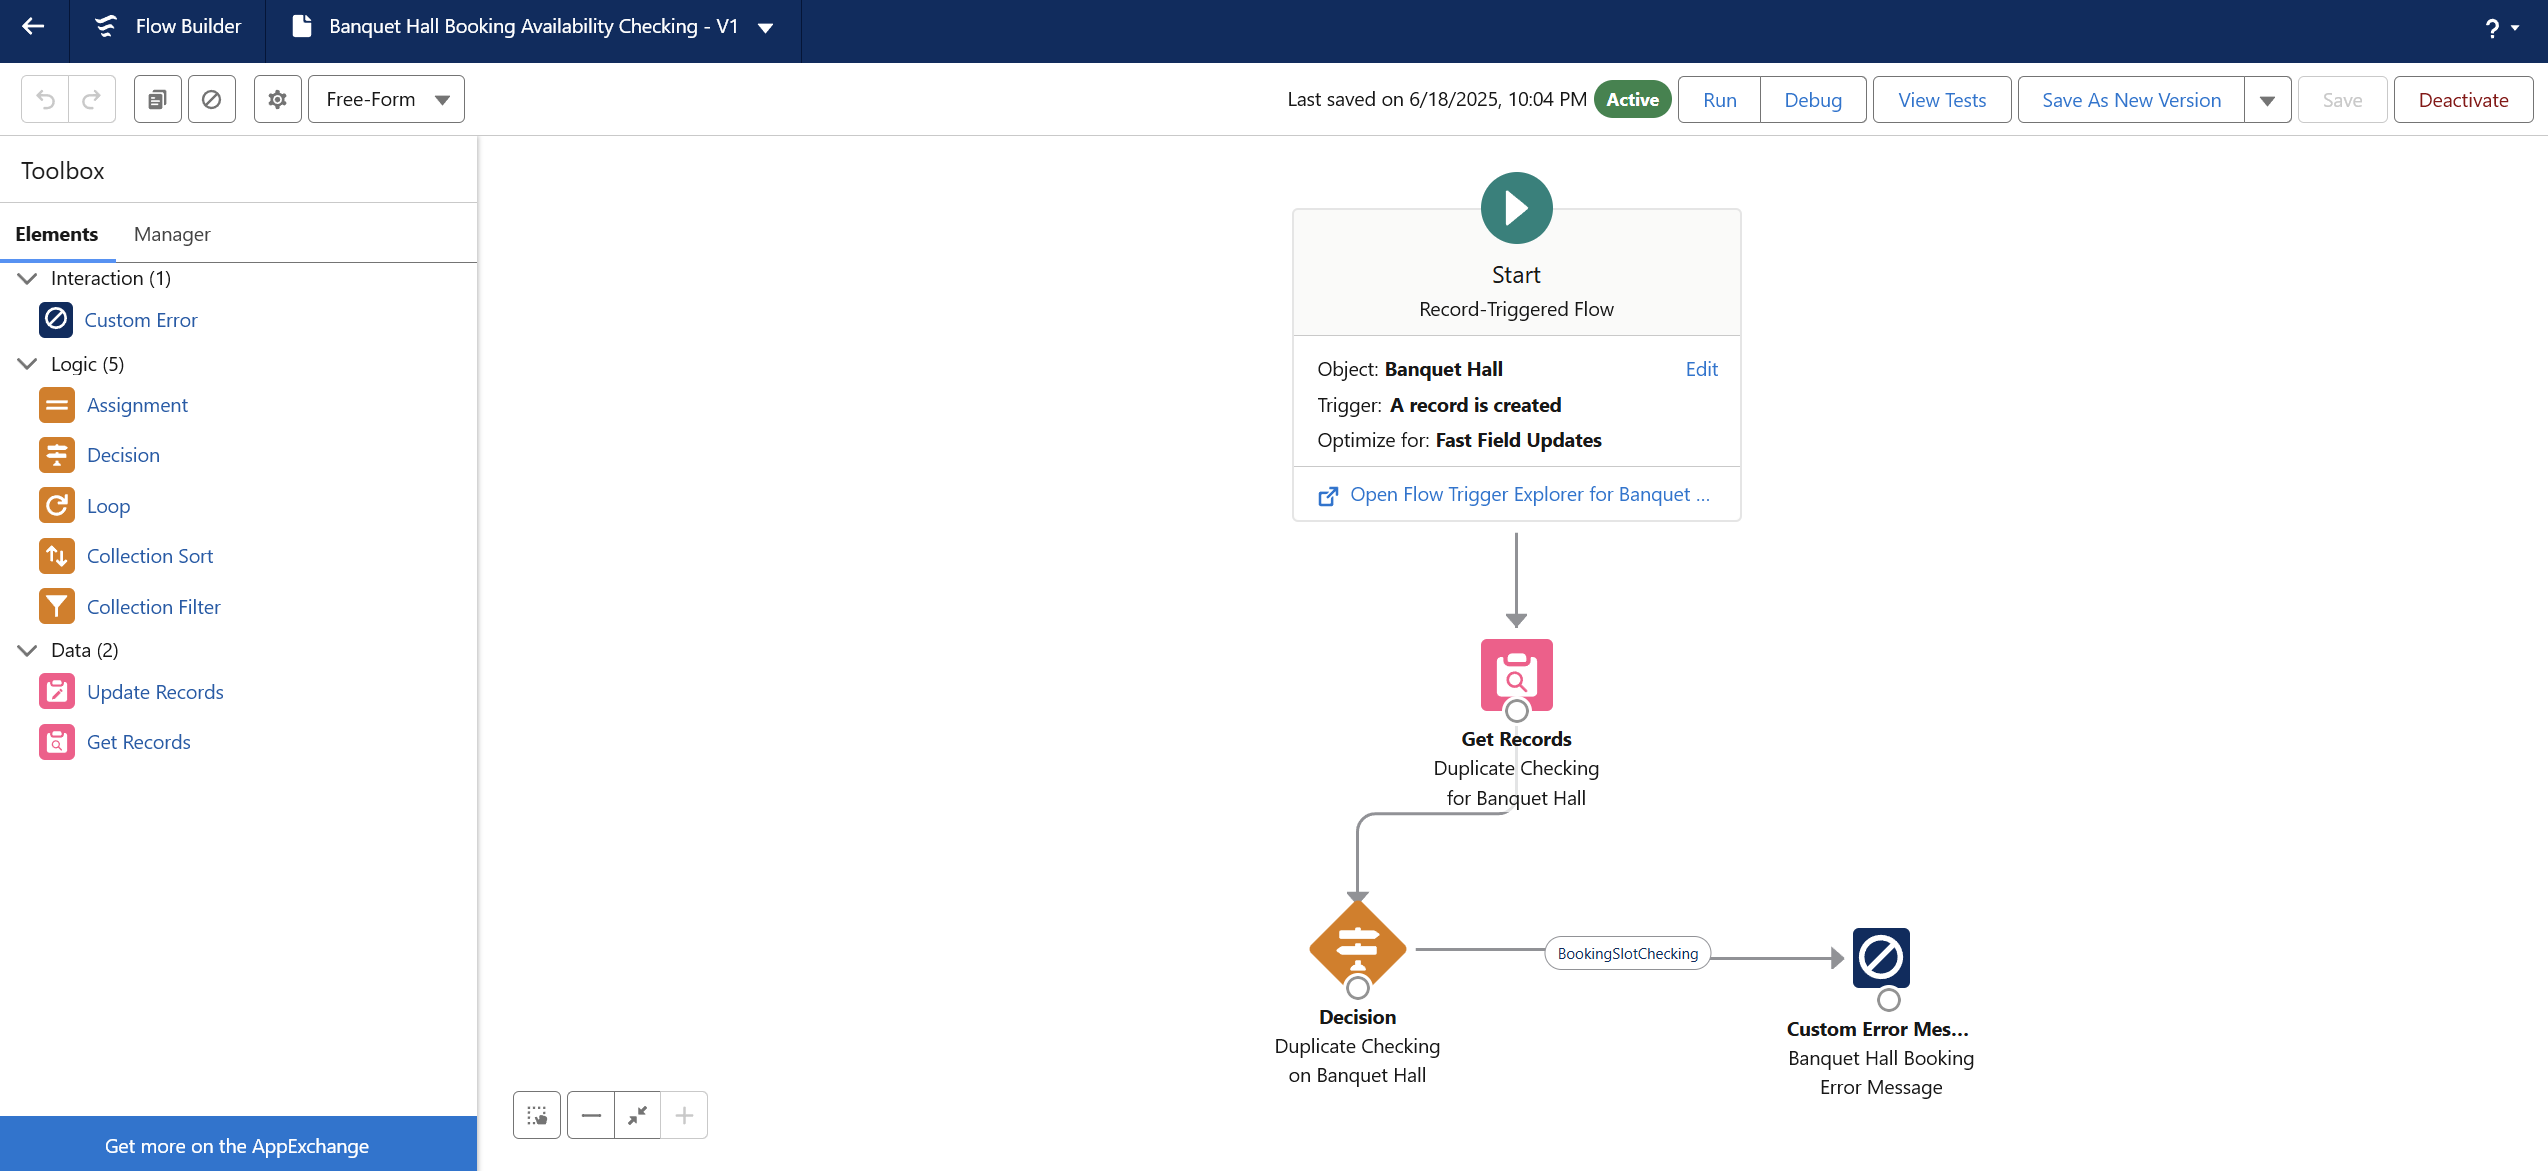 Flow Builder
Banquet Hall Booking Availability Checking - V1
?
Free-Form
Last saved on 6/18/2025, 10:04 PM
Active
Run
Debug
View Tests
Save As New Version
Save
Deactivate
Toolbox
Elements
Manager
Interaction (1)
Custom Error
Logic (5)
Assignment
Decision
Loop
Collection Sort
Collection Filter
Data (2)
Update Records
Get Records
Get more on the AppExchange
Start
Record-Triggered Flow
Object: Banquet Hall
Edit
Trigger: A record is created
Optimize for: Fast Field Updates
Open Flow Trigger Explorer for Banquet ...
Get Records
Duplicate Checking
for Banquet Hall
BookingSlotChecking
Decision
Duplicate Checking
on Banquet Hall
Custom Error Mes...
Banquet Hall Booking
Error Message